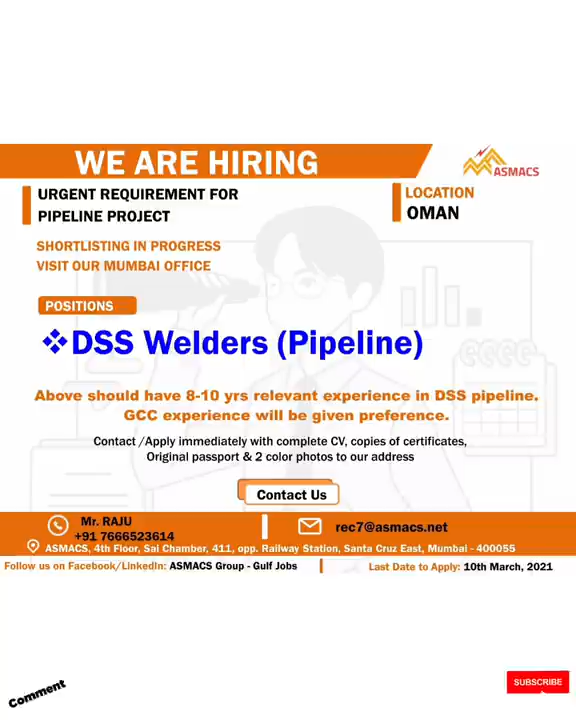 WE ARE HIRING
ASMACS
URGENT REQUIREMENT FOR
PIPELINE PROJECT
LOCATION
OMAN
SHORTLISTING IN PROGRESS
VISIT OUR MUMBAI OFFICE
POSITIONS
❖DSS Welders (Pipeline)
Above should have 8-10 yrs relevant experience in DSS pipeline.
GCC experience will be given preference.
Contact /Apply immediately with complete CV, copies of certificates,
Original passport & 2 color photos to our address
Contact Us
Mr. RAJU
+91 7666523614
rec7@asmacs.net
ASMACS, 4th Floor, Sai Chamber, 411, opp. Railway Station, Santa Cruz East, Mumbai - 400055
Follow us on Facebook/LinkedIn: ASMACS Group - Gulf Jobs
Last Date to Apply: 10th March, 2021
Comment
SUBSCRIBE